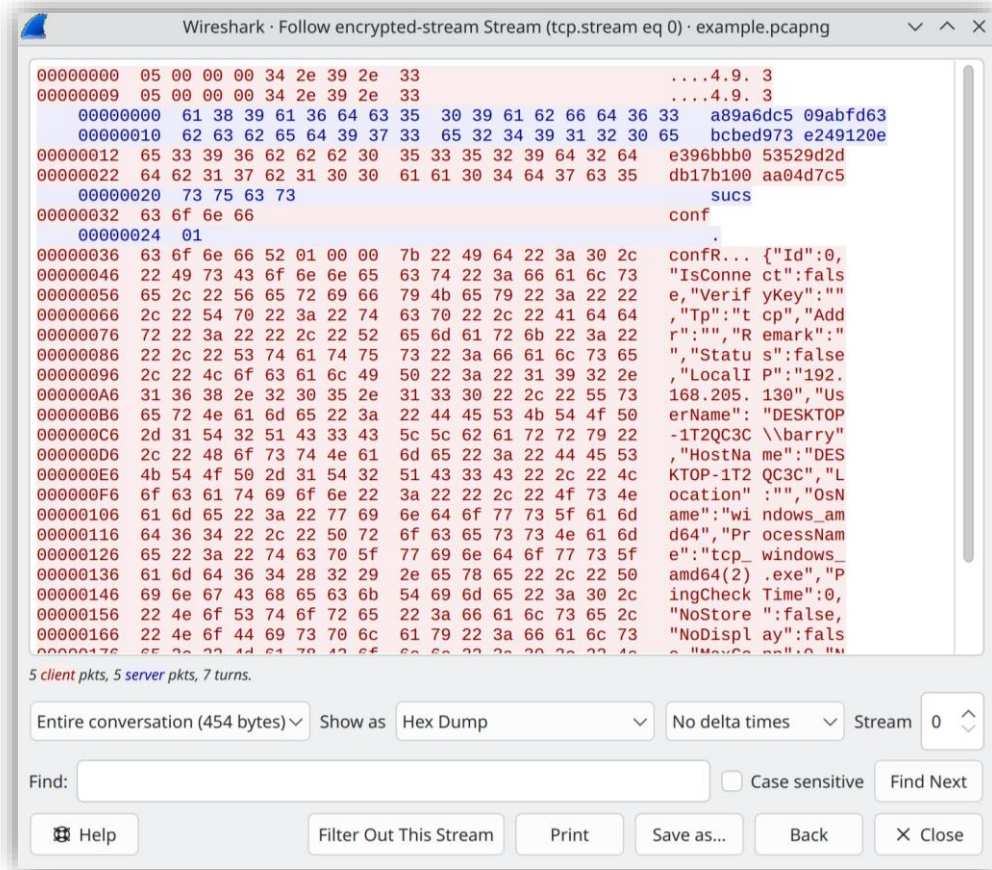 Wireshark · Follow encrypted-stream Stream (tcp.stream eq 0) · example.pcapng
00000000 05 00 00 00 34 2e 39 2e 33 ....4.9. 3
00000009 05 00 00 00 34 2e 39 2e 33 ....4.9. 3
00000000 61 38 39 61 36 64 63 35 30 39 61 62 66 64 36 33 a89a6dc5 09abfd63
00000010 62 63 62 65 64 39 37 33 65 32 34 39 31 32 30 65 bcbed973 e249120e
00000012 65 33 39 36 62 62 62 30 35 33 35 32 39 64 32 64 e396bbb0 53529d2d
00000022 64 62 31 37 62 31 30 30 61 61 30 34 64 37 63 35 db17b100 aa04d7c5
00000020 73 75 63 73 sucs
00000032 63 6f 6e 66 conf
00000024 01 .
00000036 63 6f 6e 66 52 01 00 00 7b 22 49 64 22 3a 30 2c confR... {"Id":0,
00000046 22 49 73 43 6f 6e 6e 65 63 74 22 3a 66 61 6c 73 "IsConne ct":fals
00000056 65 2c 22 56 65 72 69 66 79 4b 65 79 22 3a 22 22 e,"Verif yKey":""
00000066 2c 22 54 70 22 3a 22 74 63 70 22 2c 22 41 64 64 ,"Tp":"t cp","Add
00000076 72 22 3a 22 22 2c 22 52 65 6d 61 72 6b 22 3a 22 r":"","R emark":"
00000086 22 2c 22 53 74 61 74 75 73 22 3a 66 61 6c 73 65 ","Statu s":false
00000096 2c 22 4c 6f 63 61 6c 49 50 22 3a 22 31 39 32 2e ,"LocalI P":"192.
000000A6 31 36 38 2e 32 30 35 2e 31 33 30 22 2c 22 55 73 168.205. 130","Us
000000B6 65 72 4e 61 6d 65 22 3a 22 44 45 53 4b 54 4f 50 erName": "DESKTOP
000000C6 2d 31 54 32 51 43 33 43 5c 5c 62 61 72 72 79 22 -1T2QC3C \\barry"
000000D6 2c 22 48 6f 73 74 4e 61 6d 65 22 3a 22 44 45 53 ,"HostNa me":"DES
000000E6 4b 54 4f 50 2d 31 54 32 51 43 33 43 22 2c 22 4c KTOP-1T2 QC3C","L
000000F6 6f 63 61 74 69 6f 6e 22 3a 22 22 2c 22 4f 73 4e ocation" :"","OsN
00000106 61 6d 65 22 3a 22 77 69 6e 64 6f 77 73 5f 61 6d ame":"wi ndows_am
00000116 64 36 34 22 2c 22 50 72 6f 63 65 73 73 4e 61 6d d64","Pr ocessNam
00000126 65 22 3a 22 74 63 70 5f 77 69 6e 64 6f 77 73 5f e":"tcp_ windows_
00000136 61 6d 64 36 34 28 32 29 2e 65 78 65 22 2c 22 50 amd64(2) .exe","P
00000146 69 6e 67 43 68 65 63 6b 54 69 6d 65 22 3a 30 2c ingCheck Time":0,
00000156 22 4e 6f 53 74 6f 72 65 22 3a 66 61 6c 73 65 2c "NoStore ":false,
00000166 22 4e 6f 44 69 73 70 6c 61 79 22 3a 66 61 6c 73 "NoDispl ay":fals
5 client pkts, 5 server pkts, 7 turns.
Entire conversation (454 bytes) Show as Hex Dump No delta times Stream 0
Find: Case sensitive Find Next
Help Filter Out This Stream Print Save as... Back Close